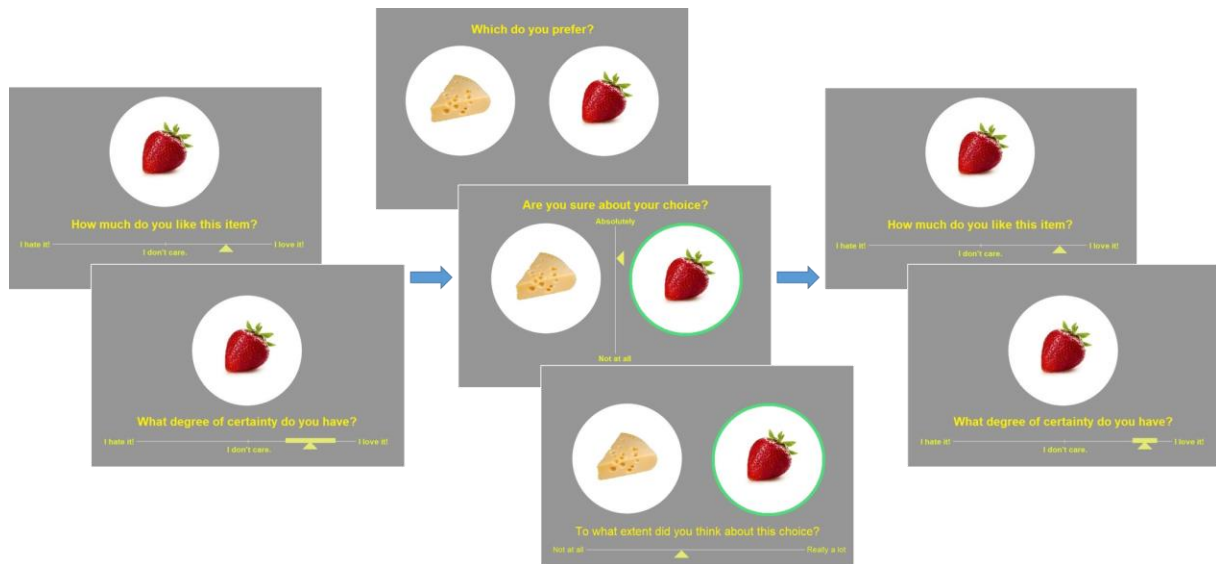 How much do you like this item?
I hate it! I love it!
I don't care.
What degree of certainty do you have?
I hate it! I love it!
I don't care.
Which do you prefer?
Are you sure about your choice?
Absolutely
Not at all
To what extent did you think about this choice?
Not at all Really a lot
How much do you like this item?
I hate it! I love it!
I don't care.
What degree of certainty do you have?
I hate it! I love it!
I don't care.